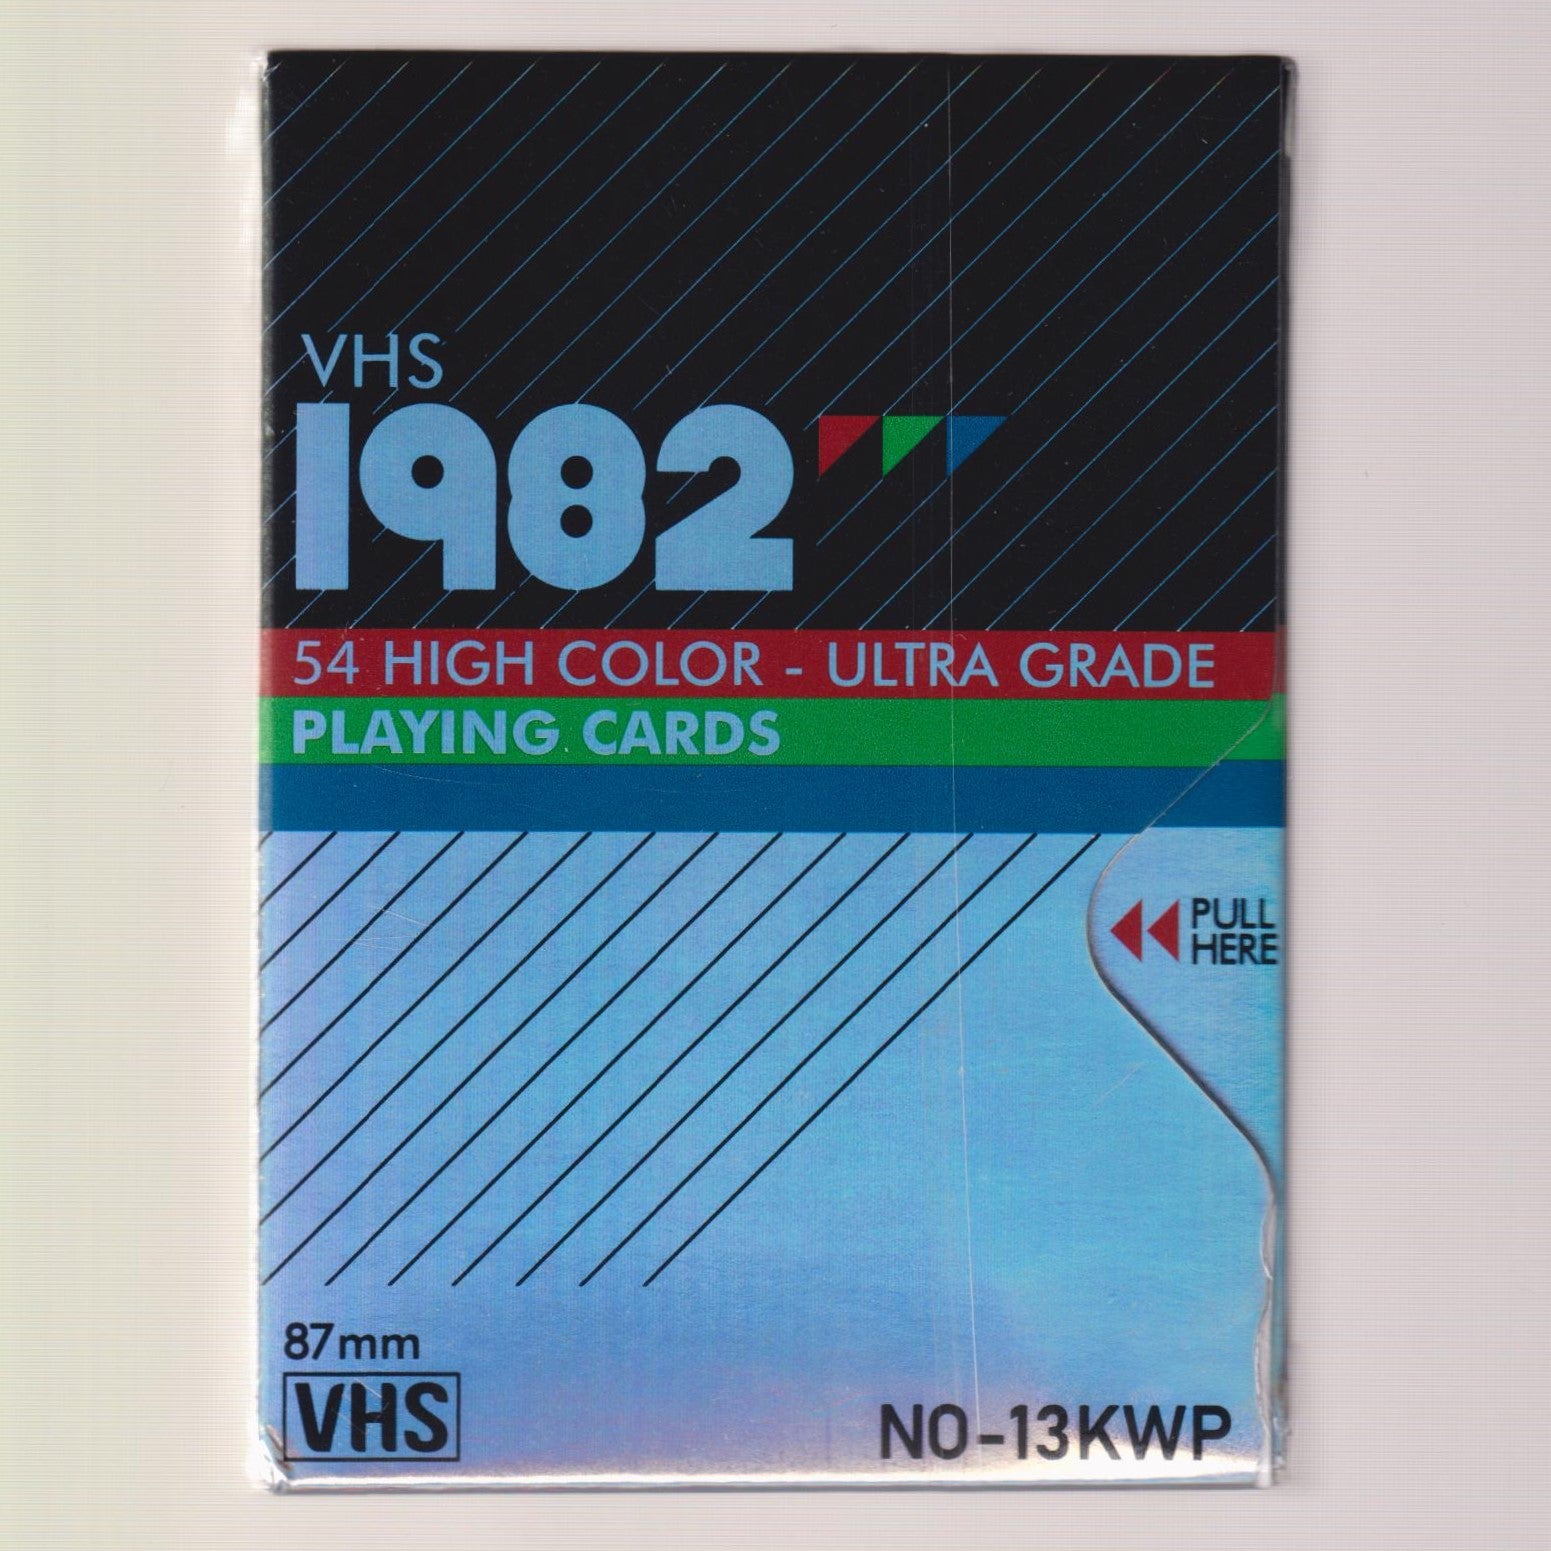 VHS
1982
54 HIGH COLOR - ULTRA GRADE
PLAYING CARDS
PULL
HERE
87mm
VHS
NO-13KWP